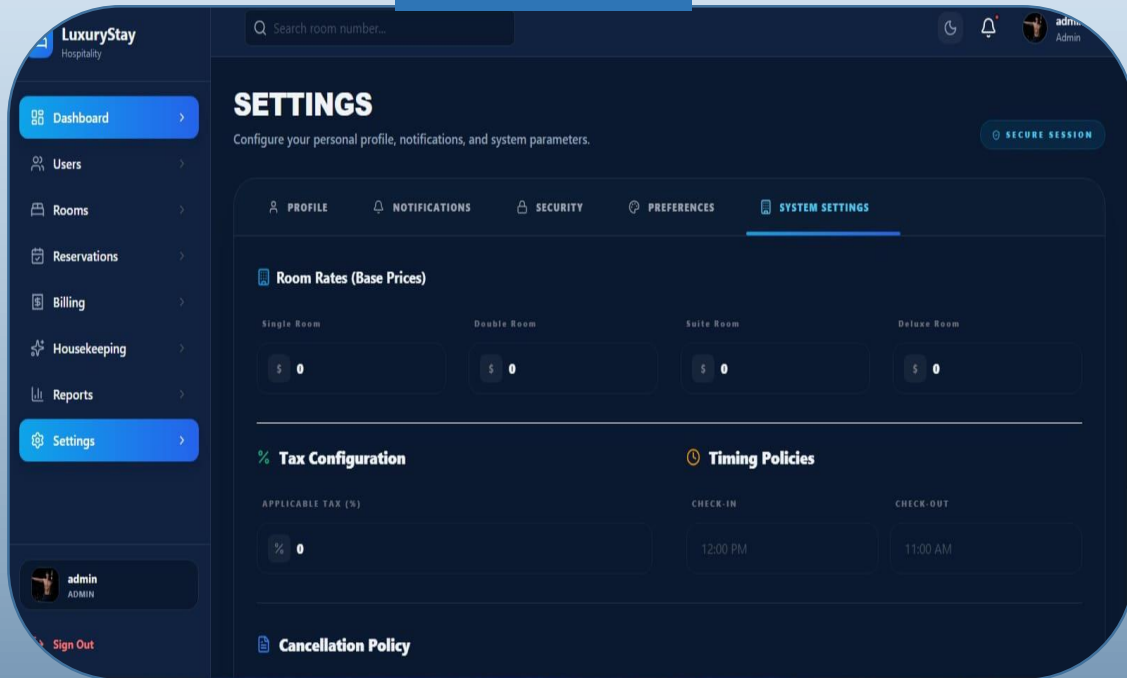 LuxuryStay
Hospitality
Search room number...
Admin
Dashboard
Users
Rooms
Reservations
Billing
Housekeeping
Reports
Settings
admin
ADMIN
Sign Out
SETTINGS
Configure your personal profile, notifications, and system parameters.
SECURE SESSION
PROFILE NOTIFICATIONS SECURITY PREFERENCES SYSTEM SETTINGS
Room Rates (Base Prices)
Single Room Double Room Suite Room Deluxe Room
$ 0 $ 0 $ 0 $ 0
% Tax Configuration Timing Policies
APPLICABLE TAX (%) CHECK-IN CHECK-OUT
% 0 12:00 PM 11:00 AM
Cancellation Policy